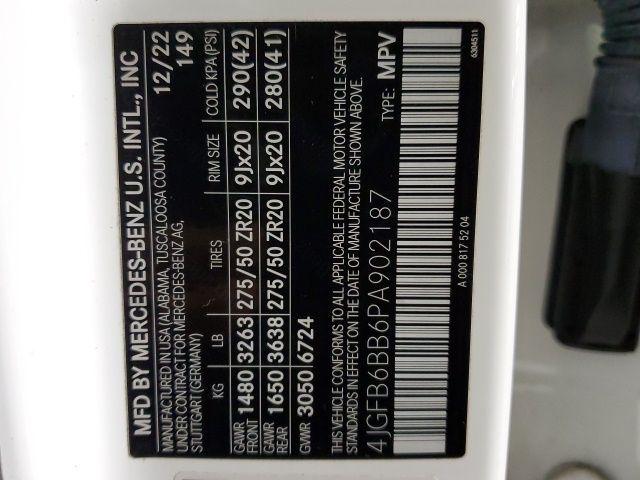 MFD BY MERCEDES-BENZ U.S. INTL., INC
MANUFACTURED IN USA (ALABAMA, TUSCALOOSA COUNTY) 12/22
UNDER CONTRACT FOR MERCEDES-BENZ AG, 149
STUTTGART (GERMANY)
KG LB TIRES RIM SIZE COLD KPA (PSI)
GAWR FRONT 1480 3263 275/50 ZR20 9Jx20 290(42)
GAWR REAR 1650 3638 275/50 ZR20 9Jx20 280(41)
GVWR 3050 6724
THIS VEHICLE CONFORMS TO ALL APPLICABLE FEDERAL MOTOR VEHICLE SAFETY
STANDARDS IN EFFECT ON THE DATE OF MANUFACTURE SHOWN ABOVE.
4JGFB6BB6PA902187 TYPE: MPV
A 000 817 52 04 6304511